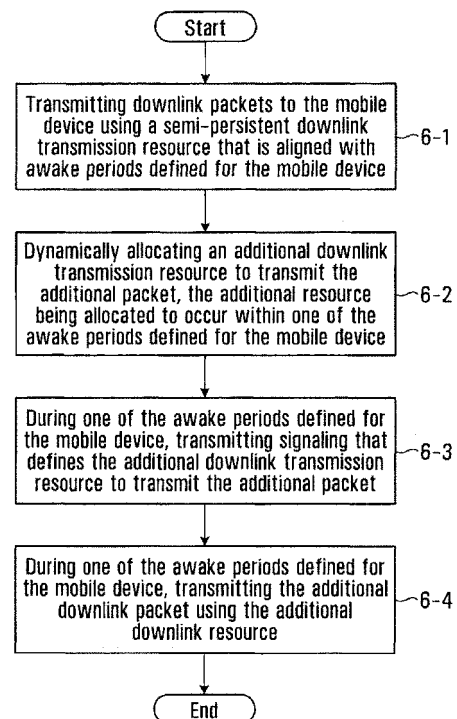 Start
Transmitting downlink packets to the mobile
device using a semi-persistent downlink
transmission resource that is aligned with
awake periods defined for the mobile device
6-1
Dynamically allocating an additional downlink
transmission resource to transmit the
additional packet, the additional resource
being allocated to occur within one of the
awake periods defined for the mobile device
6-2
During one of the awake periods defined for
the mobile device, transmitting signaling that
defines the additional downlink transmission
resource to transmit the additional packet
6-3
During one of the awake periods defined for
the mobile device, transmitting the additional
downlink packet using the additional
downlink resource
6-4
End